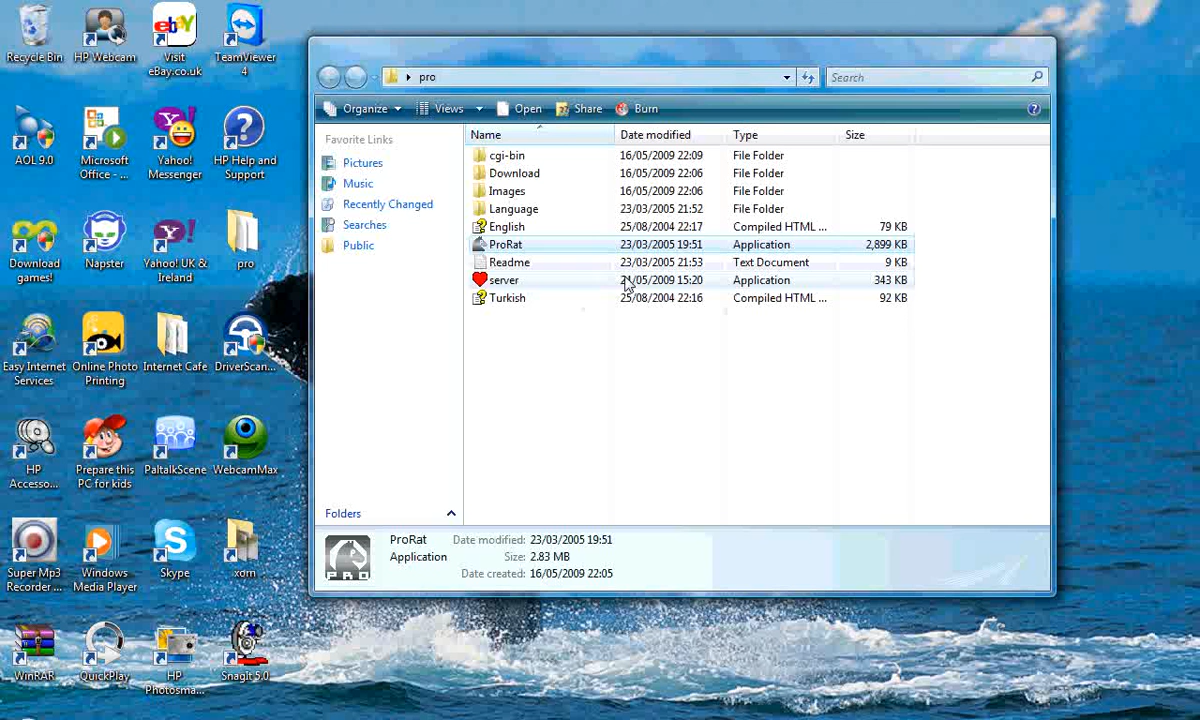 Recycle Bin
HP Webcam
Visit
eBay.co.uk
TeamViewer
4
AOL 9.0
Microsoft
Office - ...
Yahoo!
Messenger
HP Help and
Support
Download
games!
Napster
Yahoo! UK &
Ireland
pro
Easy Internet
Services
Online Photo
Printing
Internet Cafe
DriverScan...
HP
Accesso...
Prepare this
PC for kids
PaltalkScene
WebcamMax
Super Mp3
Recorder ...
Windows
Media Player
Skype
xom
WinRAR
QuickPlay
HP
Photosma...
SnagIt 5.0
pro
Search
Organize
Views
Open
Share
Burn
Favorite Links
Pictures
Music
Recently Changed
Searches
Public
Folders
Name Date modified Type Size
cgi-bin 16/05/2009 22:09 File Folder
Download 16/05/2009 22:06 File Folder
Images 16/05/2009 22:06 File Folder
Language 23/03/2005 21:52 File Folder
English 25/08/2004 22:17 Compiled HTML ... 79 KB
ProRat 23/03/2005 19:51 Application 2,899 KB
Readme 23/03/2005 21:53 Text Document 9 KB
server /05/2009 15:20 Application 343 KB
Turkish 25/08/2004 22:16 Compiled HTML ... 92 KB
PRO
ProRat Date modified: 23/03/2005 19:51
Application Size: 2.83 MB
Date created: 16/05/2009 22:05